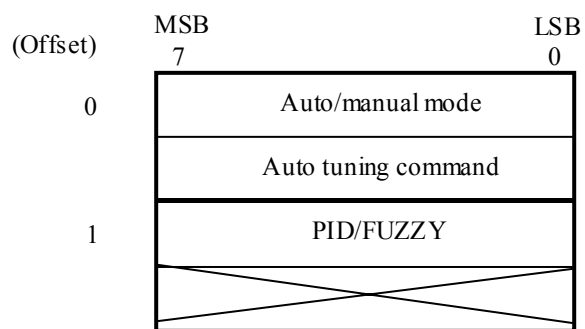 MSB LSB
(Offset) 7 0
0 Auto/manual mode
Auto tuning command
1 PID/FUZZY